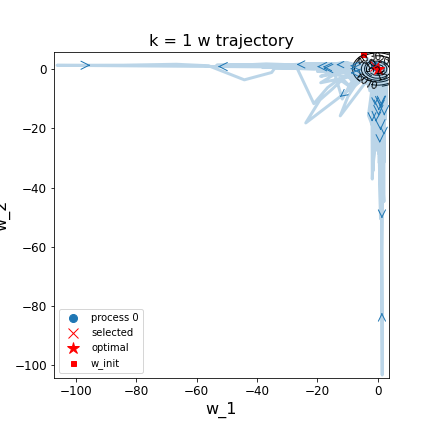 k = 1 w trajectory
0
−20
−40
−60
−80
−100
w_2
process 0
selected
optimal
w_init
−100
−80
−60
−40
−20
0
w_1